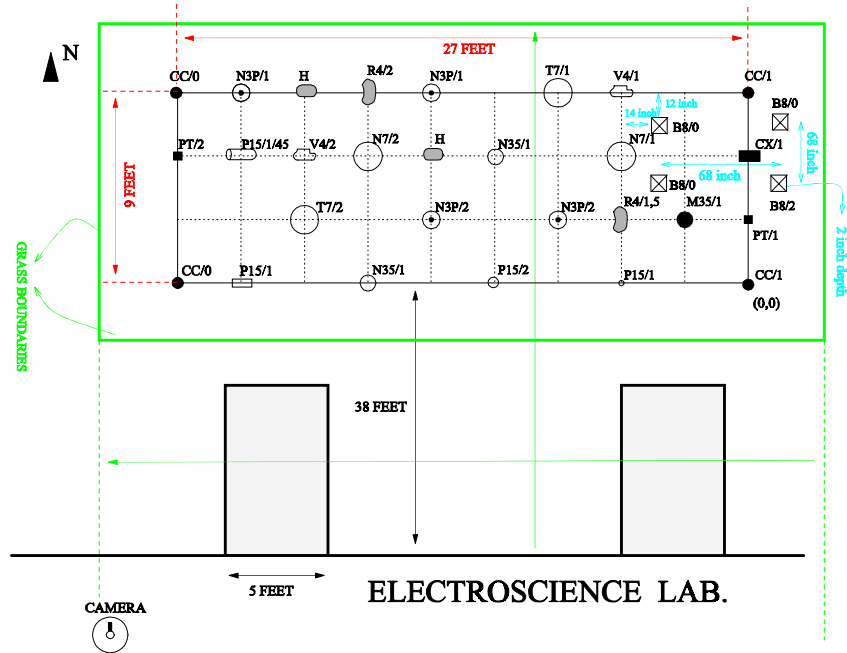 27 FEET
N
CC/0 N3P/1 H R4/2 N3P/1 T7/1 V4/1 CC/1
12 inch
14 inch
B8/0
B8/0
PT/2 P15/1/45 V4/2 N7/2 H N35/1 N7/1 CX/1
68 inch
68 inch
9 FEET
B8/0
B8/2
T7/2 N3P/2 N3P/2 R4/1,5 M35/1
PT/1
2 inch depth
CC/0 P15/1 N35/1 P15/2 P15/1 CC/1
(0,0)
GRASS BOUNDARIES
38 FEET
5 FEET
ELECTROSCIENCE LAB.
CAMERA